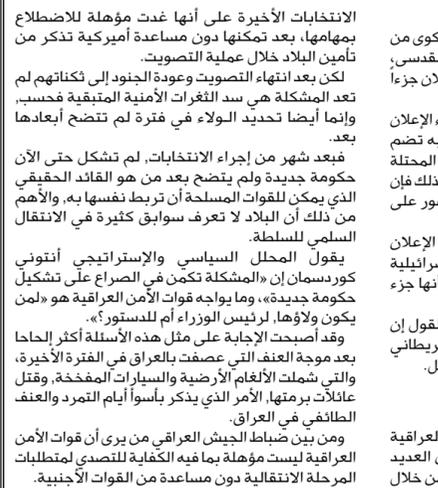 الانتخابات الأخيرة على أنها غدت مؤهلة للاضطلاع
بمهامها، بعد تمكنها دون مساعدة أميركية تذكر من
تأمين البلاد خلال عملية التصويت.
لكن بعد انتهاء التصويت وعودة الجنود إلى ثكناتهم لم
تعد المشكلة هي سد الثغرات الأمنية المتبقية فحسب,
وإنما أيضا تحديد الـولاء في فترة لم تتضح أبعادها
بعد.
فبعد شهر من إجراء الانتخابات, لم تشكل حتى الآن
حكومة جديدة ولم يتضح بعد من هو القائد الحقيقي
الذي يمكن للقوات المسلحة أن تربط نفسها به, والأهم
من ذلك أن البلاد لا تعرف سوابق كثيرة في الانتقال
السلمي للسلطة.
يقول المحلل السياسي والإستراتيجي أنتوني
كوردسمان إن «المشكلة تكمن في الصراع على تشكيل
حكومة جديدة»، وما يواجه قوات الأمن العراقية هو «لمن
يكون ولاؤها, لرئيس الوزراء أم للدستور؟».
وقد أصبحت الإجابة على مثل هذه الأسئلة أكثر إلحاحا
بعد موجة العنف التي عصفت بالعراق في الفترة الأخيرة,
والتي شملت الألغام الأرضية والسيارات المفخخة, وقتل
عائلات برمتها, الأمر الذي يذكر بأسوأ أيام التمرد والعنف
الطائفي في العراق.
ومن بين ضباط الجيش العراقي من يرى أن قوات الأمن
العراقية ليست مؤهلة بما فيه الكفاية للتصدي لمتطلبات
المرحلة الانتقالية دون مساعدة من القوات الأجنبية.